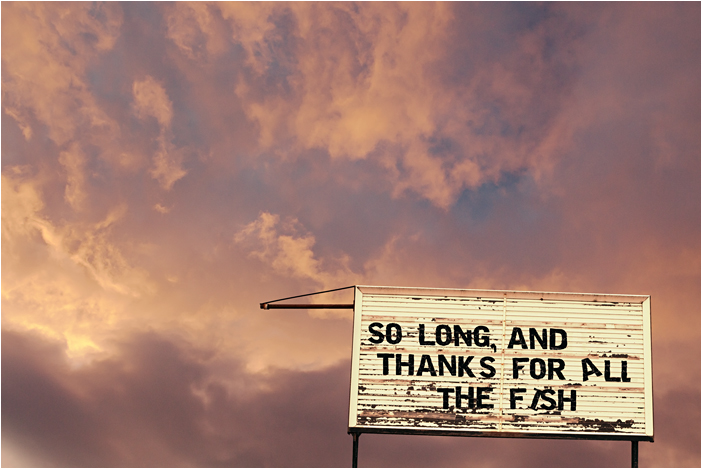 SO LONG, AND
THANKS FOR ALL
THE FISH